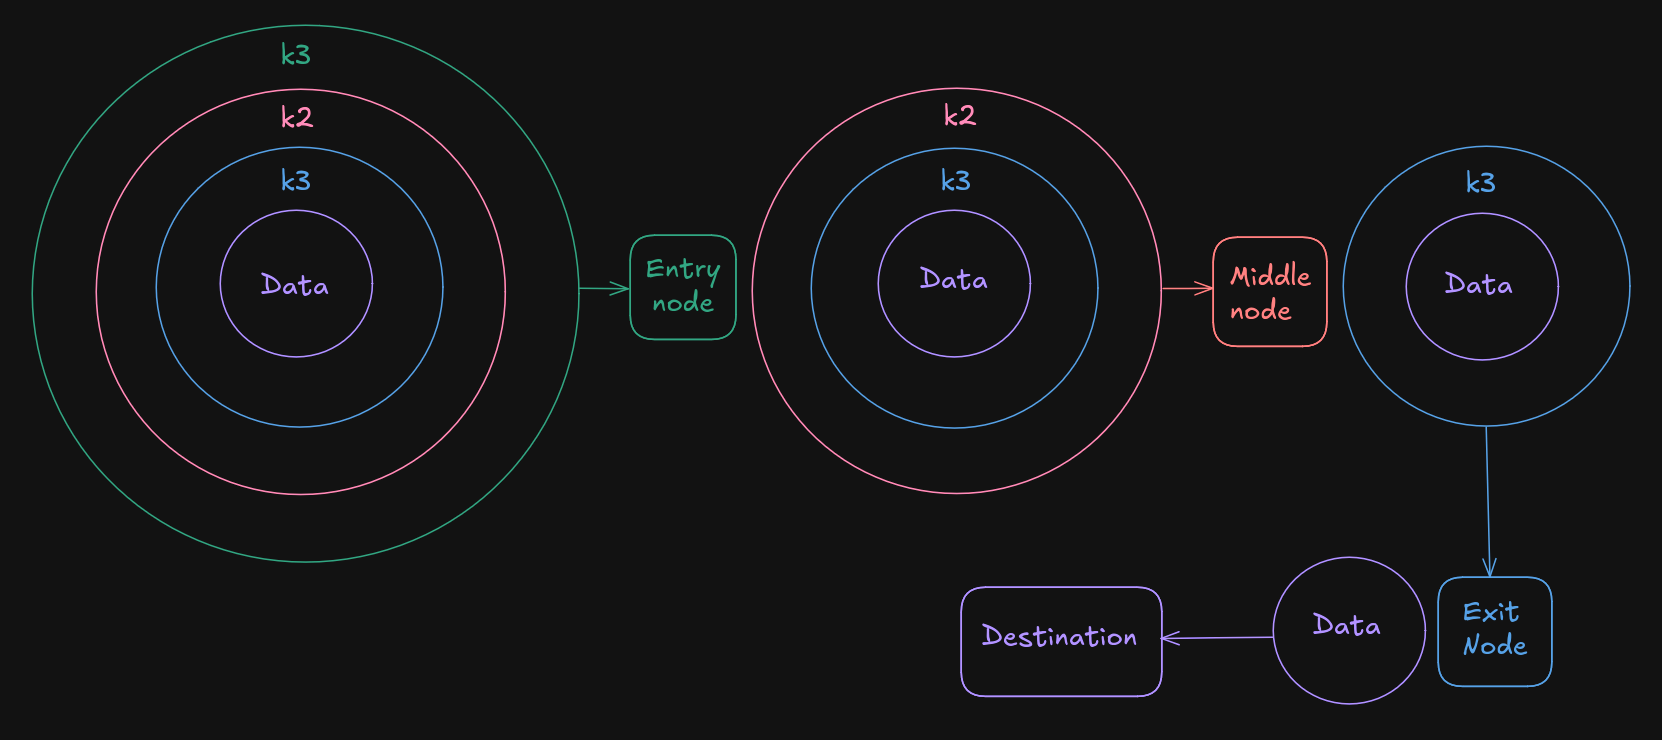 k3
k2
k3
Data
Entry
node
k2
k3
Data
Middle
node
k3
Data
Exit
Node
Data
Destination